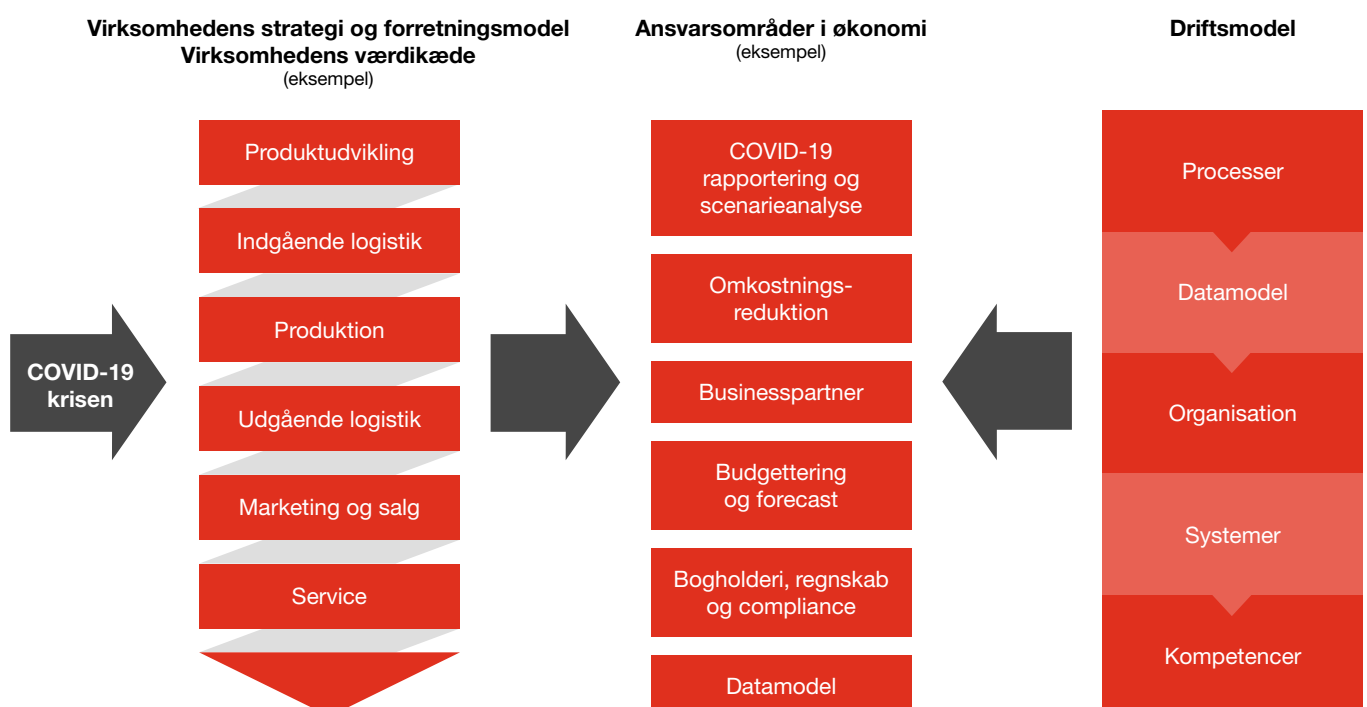 Virksomhedens strategi og forretningsmodel
Virksomhedens værdikæde
(eksempel)
Ansvarsområder i økonomi
(eksempel)
Driftsmodel
COVID-19
krisen
Produktudvikling
Indgående logistik
Produktion
Udgående logistik
Marketing og salg
Service
COVID-19
rapportering og
scenarieanalyse
Omkostnings-
reduktion
Businesspartner
Budgettering
og forecast
Bogholderi, regnskab
og compliance
Datamodel
Processer
Datamodel
Organisation
Systemer
Kompetencer